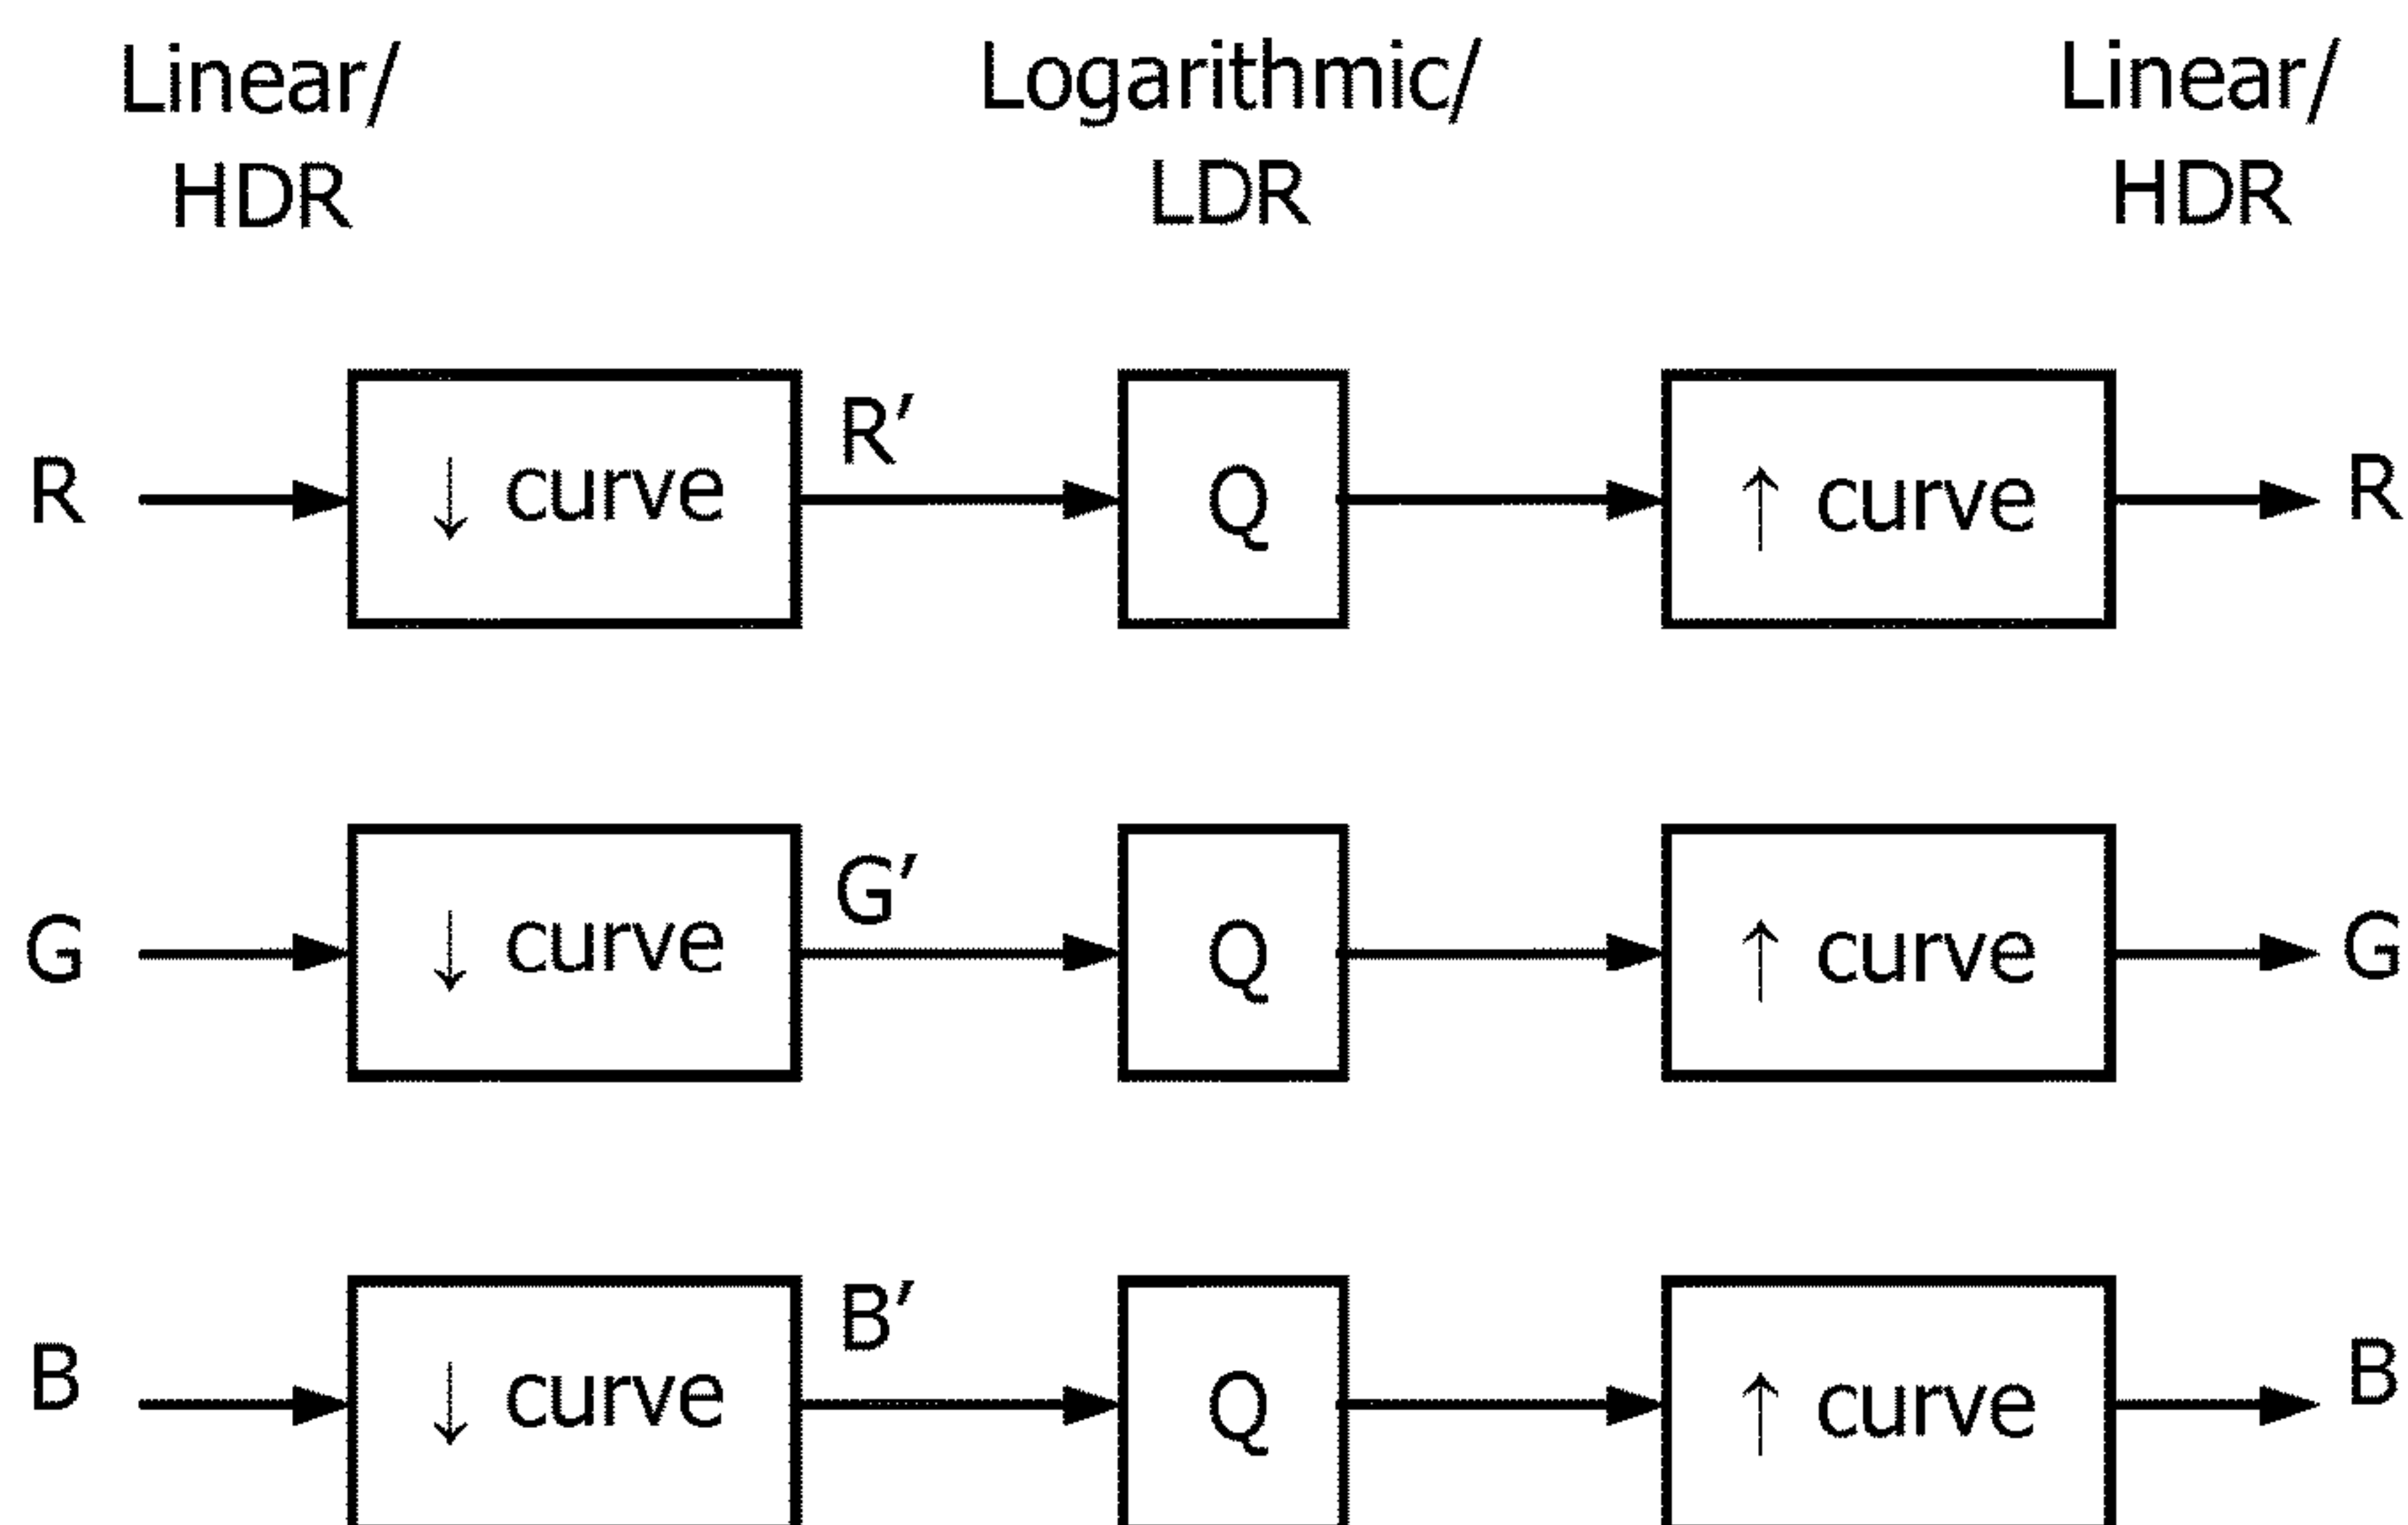 Linear/
HDR
Logarithmic/
LDR
Linear/
HDR
R
↓ curve
R'
Q
↑ curve
R
G
↓ curve
G'
Q
↑ curve
G
B
↓ curve
B'
Q
↑ curve
B